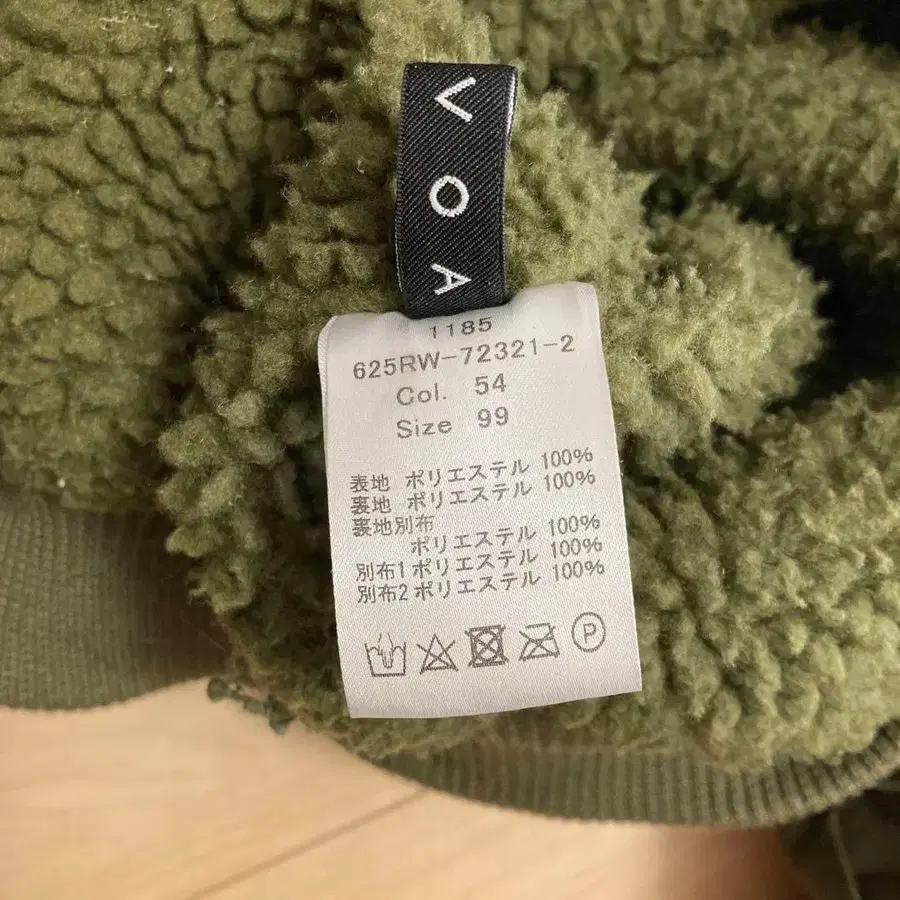 VOA
1185
625RW-72321-2
Col. 54
Size 99
表地 ポリエステル 100%
裏地 ポリエステル 100%
裏地別布
ポリエステル 100%
別布1 ポリエステル 100%
別布2 ポリエステル 100%
P